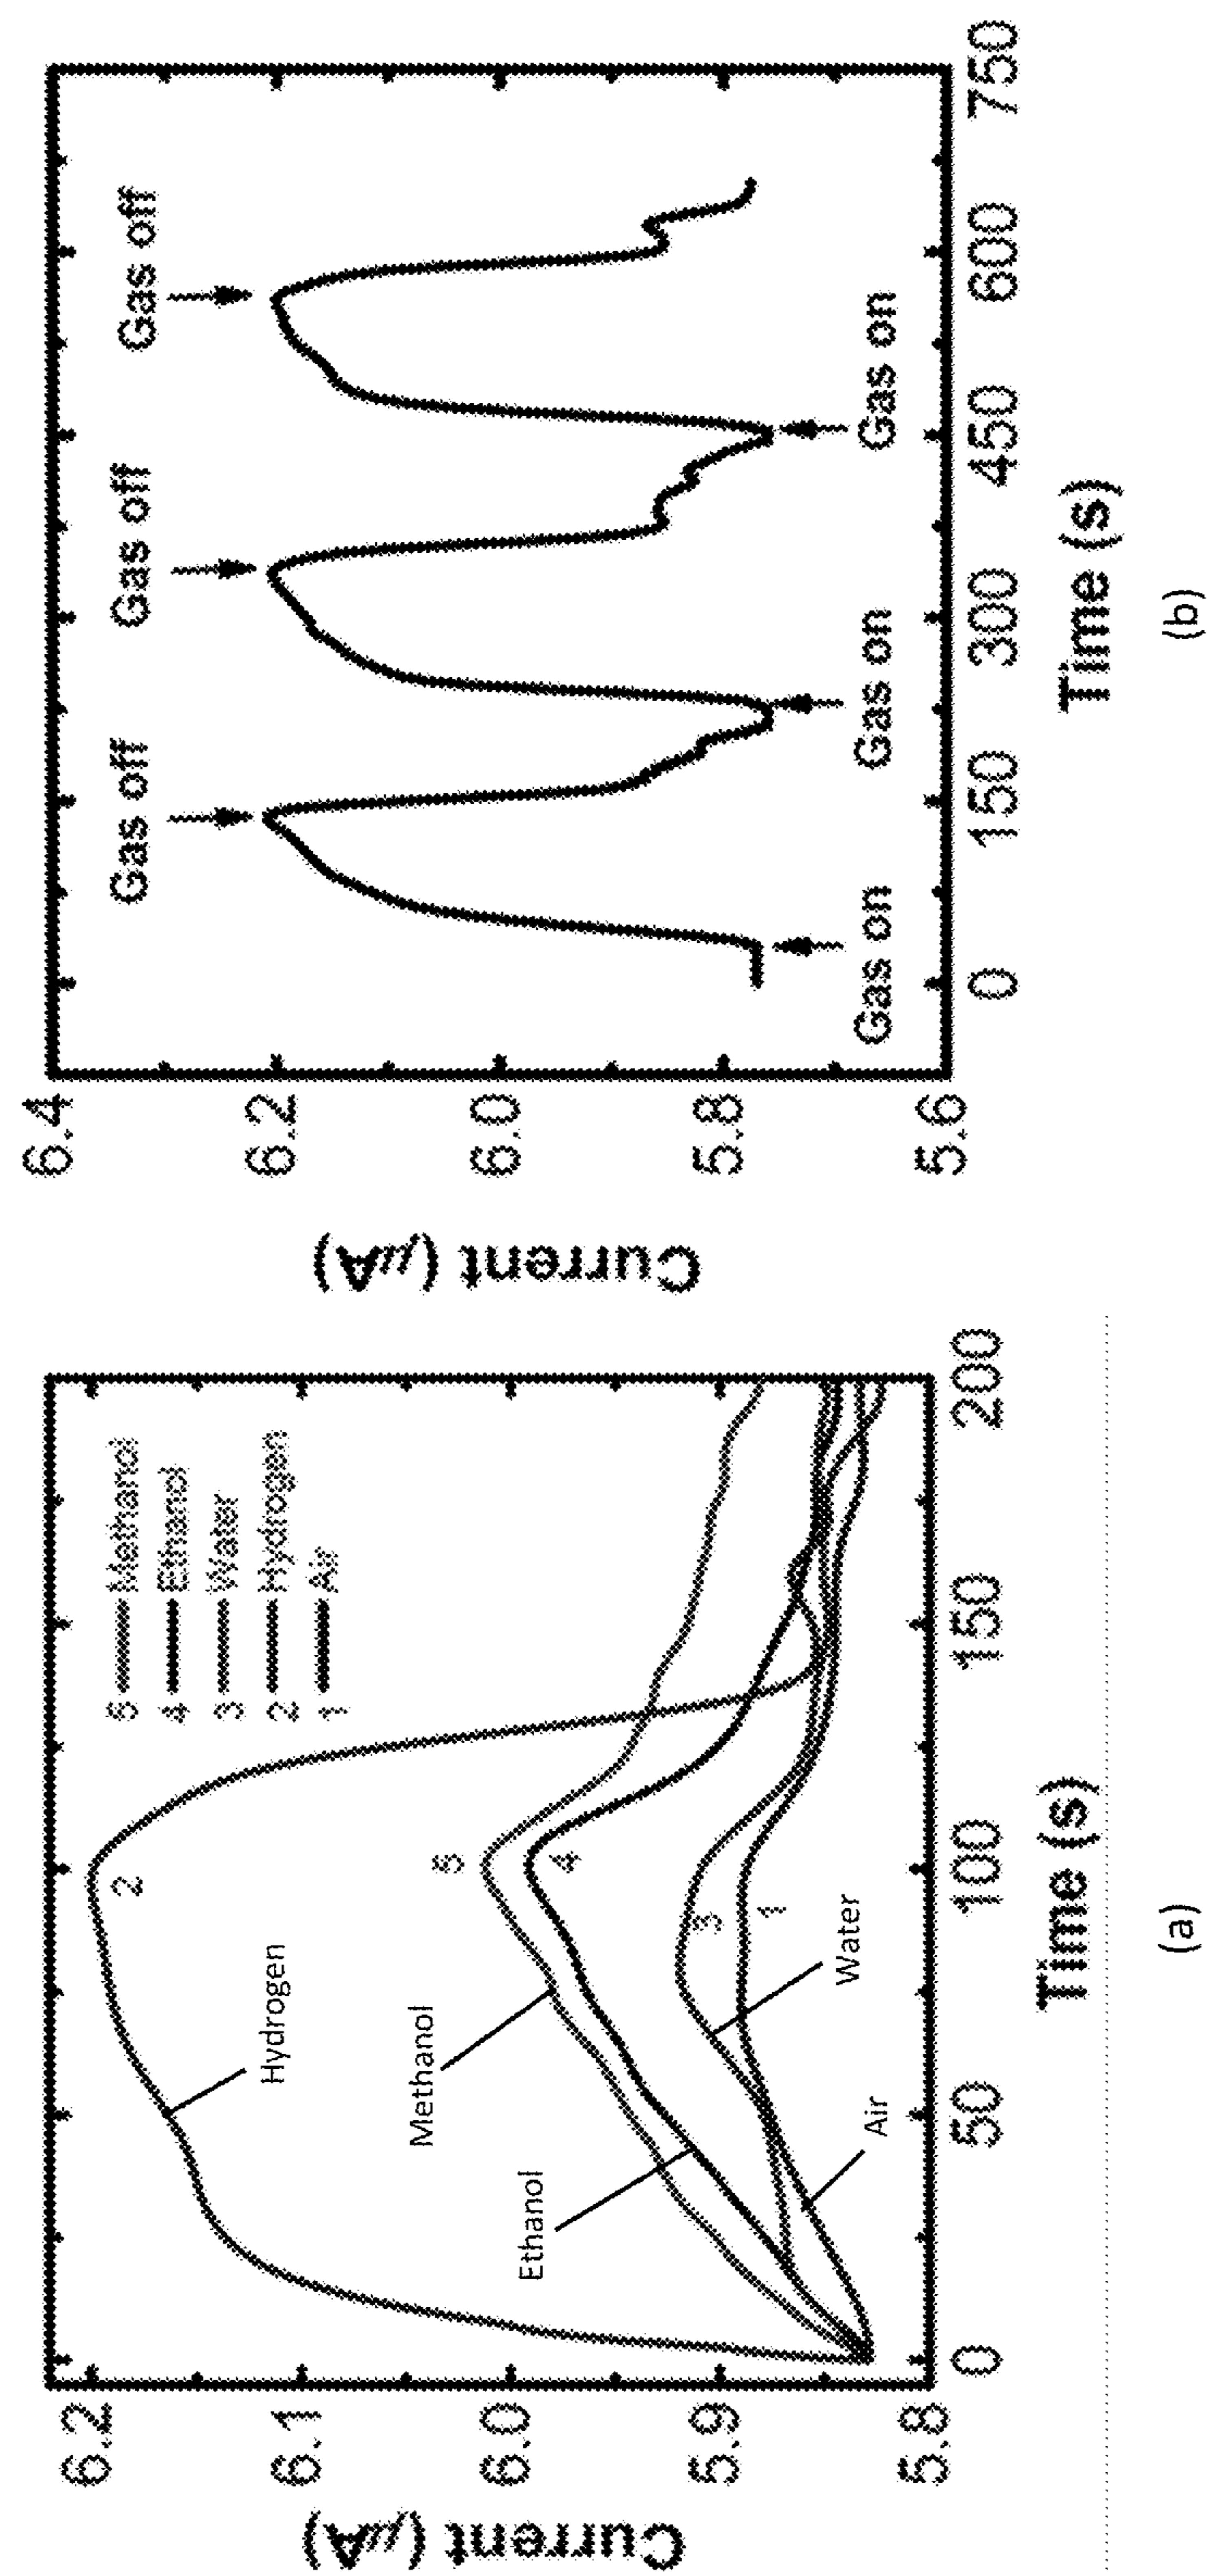 Current (μA)
6.2
6.1
6.0
5.9
5.8
5 Methanol
4 Ethanol
3 Water
2 Hydrogen
1 Air
2
Hydrogen
5
Methanol
4
Ethanol
3
1
Water
Air
0 50 100 150 200
Time (s)
(a)
Current (μA)
6.4
6.2
6.0
5.8
5.6
Gas off Gas off Gas off
Gas on Gas on Gas on
0 150 300 450 600 750
Time (s)
(b)